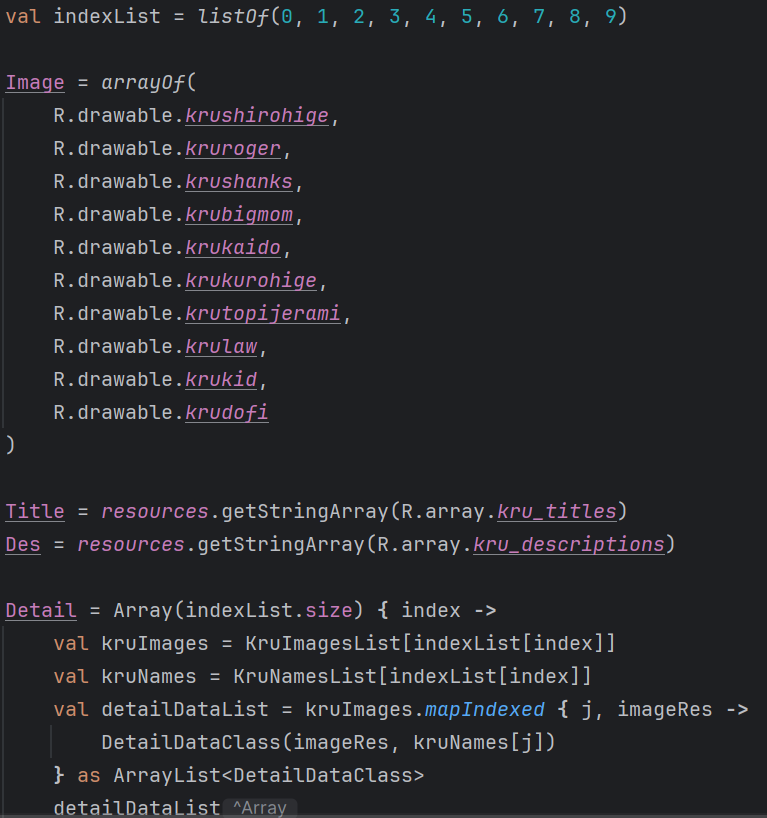 val indexList = listOf(0, 1, 2, 3, 4, 5, 6, 7, 8, 9)
Image = arrayOf(
R.drawable.krushirohige,
R.drawable.kruroger,
R.drawable.krushanks,
R.drawable.krubigmom,
R.drawable.krukaido,
R.drawable.krukurohige,
R.drawable.krutopijerami,
R.drawable.krulaw,
R.drawable.krukid,
R.drawable.krudofi
)
Title = resources.getStringArray(R.array.kru_titles)
Des = resources.getStringArray(R.array.kru_descriptions)
Detail = Array(indexList.size) { index ->
val kruImages = KruImagesList[indexList[index]]
val kruNames = KruNamesList[indexList[index]]
val detailDataList = kruImages.mapIndexed { j, imageRes ->
DetailDataClass(imageRes, kruNames[j])
} as ArrayList<DetailDataClass>
detailDataList ^Array